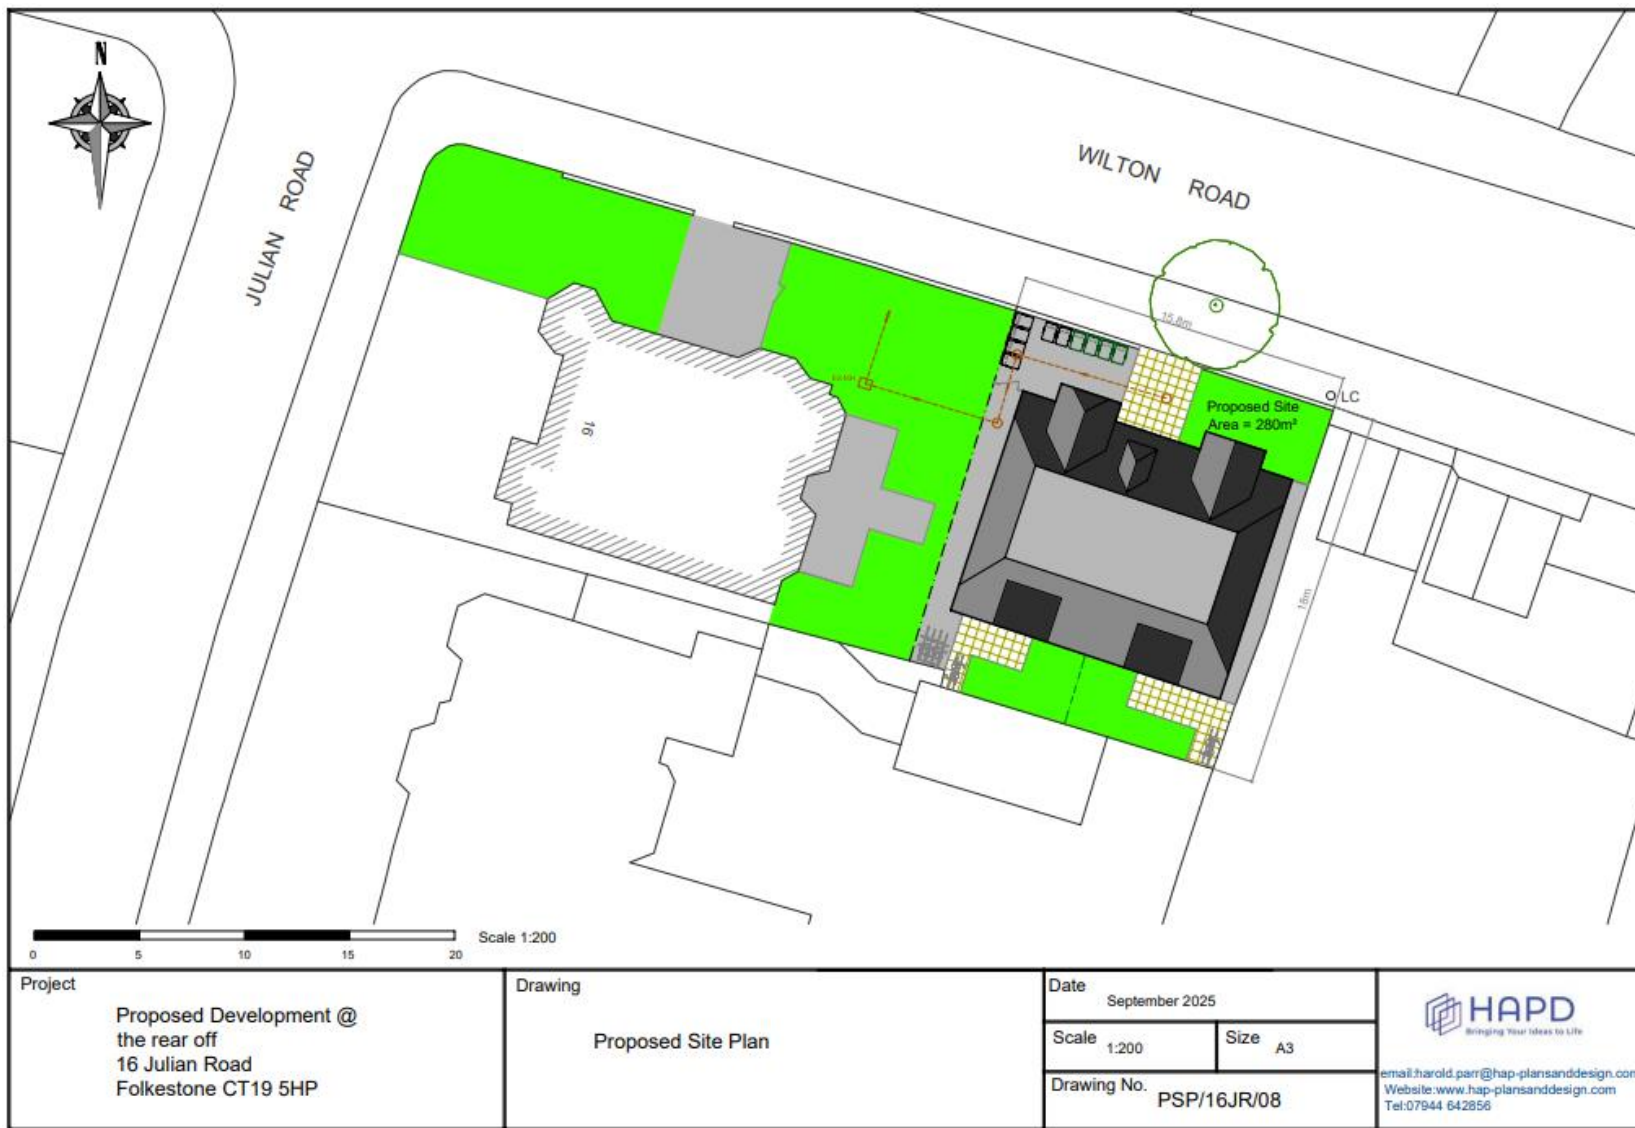 N
WILTON ROAD
JULIAN ROAD
15.8m
LC
Proposed Site
Area = 280m²
16
18m
Scale 1:200
0 5 10 15 20
Project
Proposed Development @
the rear off
16 Julian Road
Folkestone CT19 5HP
Drawing
Proposed Site Plan
Date
September 2025
Scale
1:200
Size
A3
Drawing No.
PSP/16JR/08
HAPD
Bringing Your Ideas to Life
email:harold.parr@hap-plansanddesign.com
Website:www.hap-plansanddesign.com
Tel:07944 642856